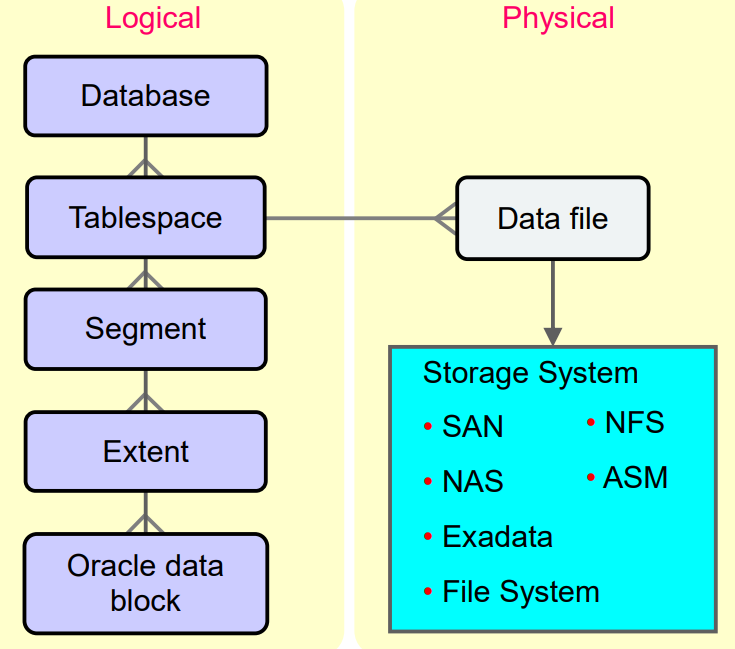 Logical
Database
Tablespace
Segment
Extent
Oracle data
block
Physical
Data file
Storage System
• SAN
• NAS
• Exadata
• File System
• NFS
• ASM